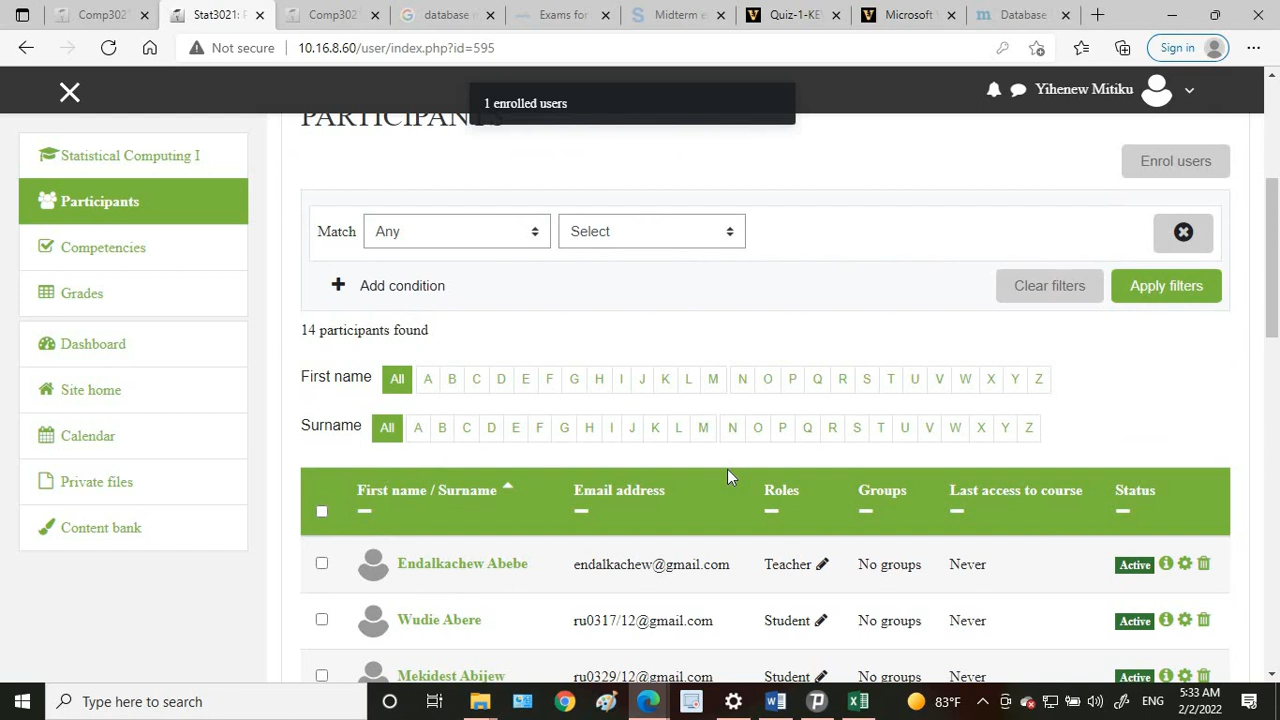 Comp302
Stat3021: P
Comp302
database n
Exams for
Midterm e
Quiz-1-KE
Microsoft
Database
Not secure
10.16.8.60/user/index.php?id=595
Sign in
1 enrolled users
Yihenew Mitiku
PARTICIPANTS
Statistical Computing I
Participants
Competencies
Grades
Dashboard
Site home
Calendar
Private files
Content bank
Enrol users
Match Any Select
Add condition Clear filters Apply filters
14 participants found
First name All A B C D E F G H I J K L M N O P Q R S T U V W X Y Z
Surname All A B C D E F G H I J K L M N O P Q R S T U V W X Y Z
First name / Surname Email address Roles Groups Last access to course Status
Endalkachew Abebe endalkachew@gmail.com Teacher No groups Never Active
Wudie Abere ru0317/12@gmail.com Student No groups Never Active
Mekidest Abijew ru0329/12@gmail.com Student No groups Never Active
Type here to search
83°F
ENG
5:33 AM
2/2/2022